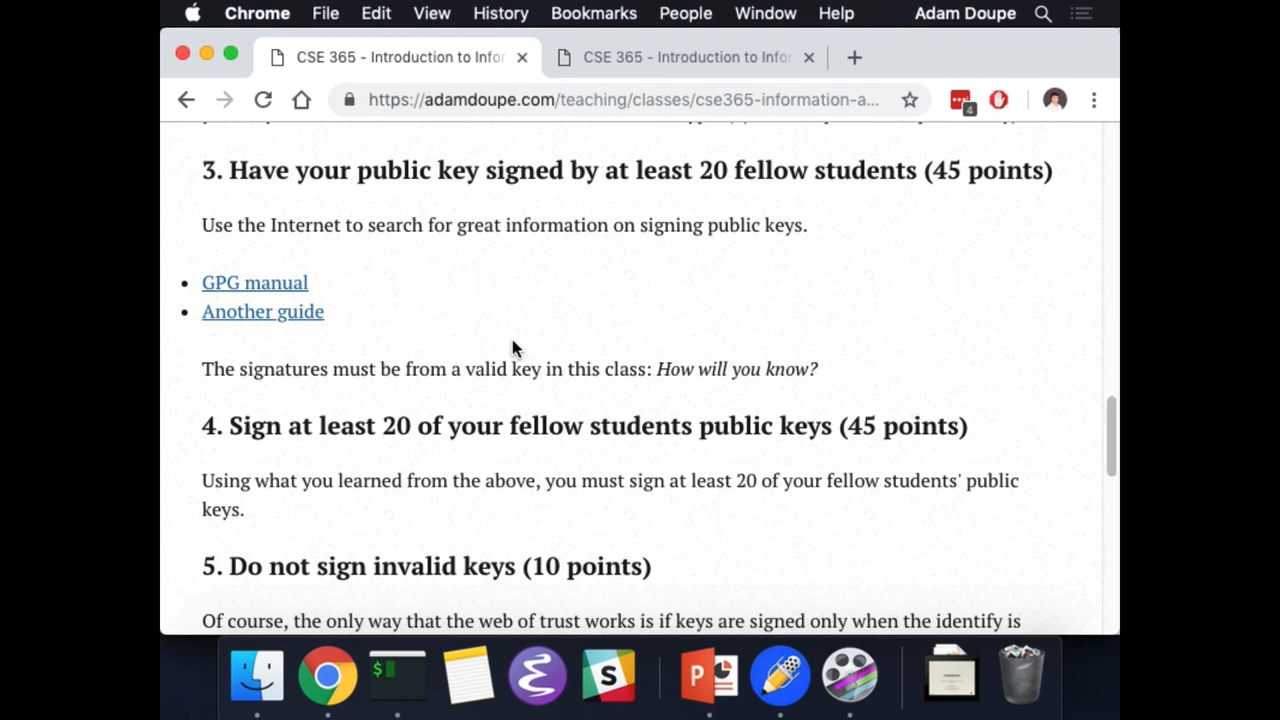 Chrome File Edit View History Bookmarks People Window Help Adam Doupe
CSE 365 - Introduction to Infor CSE 365 - Introduction to Infor
https://adamdoupe.com/teaching/classes/cse365-information-a...
4
3. Have your public key signed by at least 20 fellow students (45 points)
Use the Internet to search for great information on signing public keys.
• GPG manual
• Another guide
The signatures must be from a valid key in this class: How will you know?
4. Sign at least 20 of your fellow students public keys (45 points)
Using what you learned from the above, you must sign at least 20 of your fellow students' public
keys.
5. Do not sign invalid keys (10 points)
Of course, the only way that the web of trust works is if keys are signed only when the identify is
$ S P